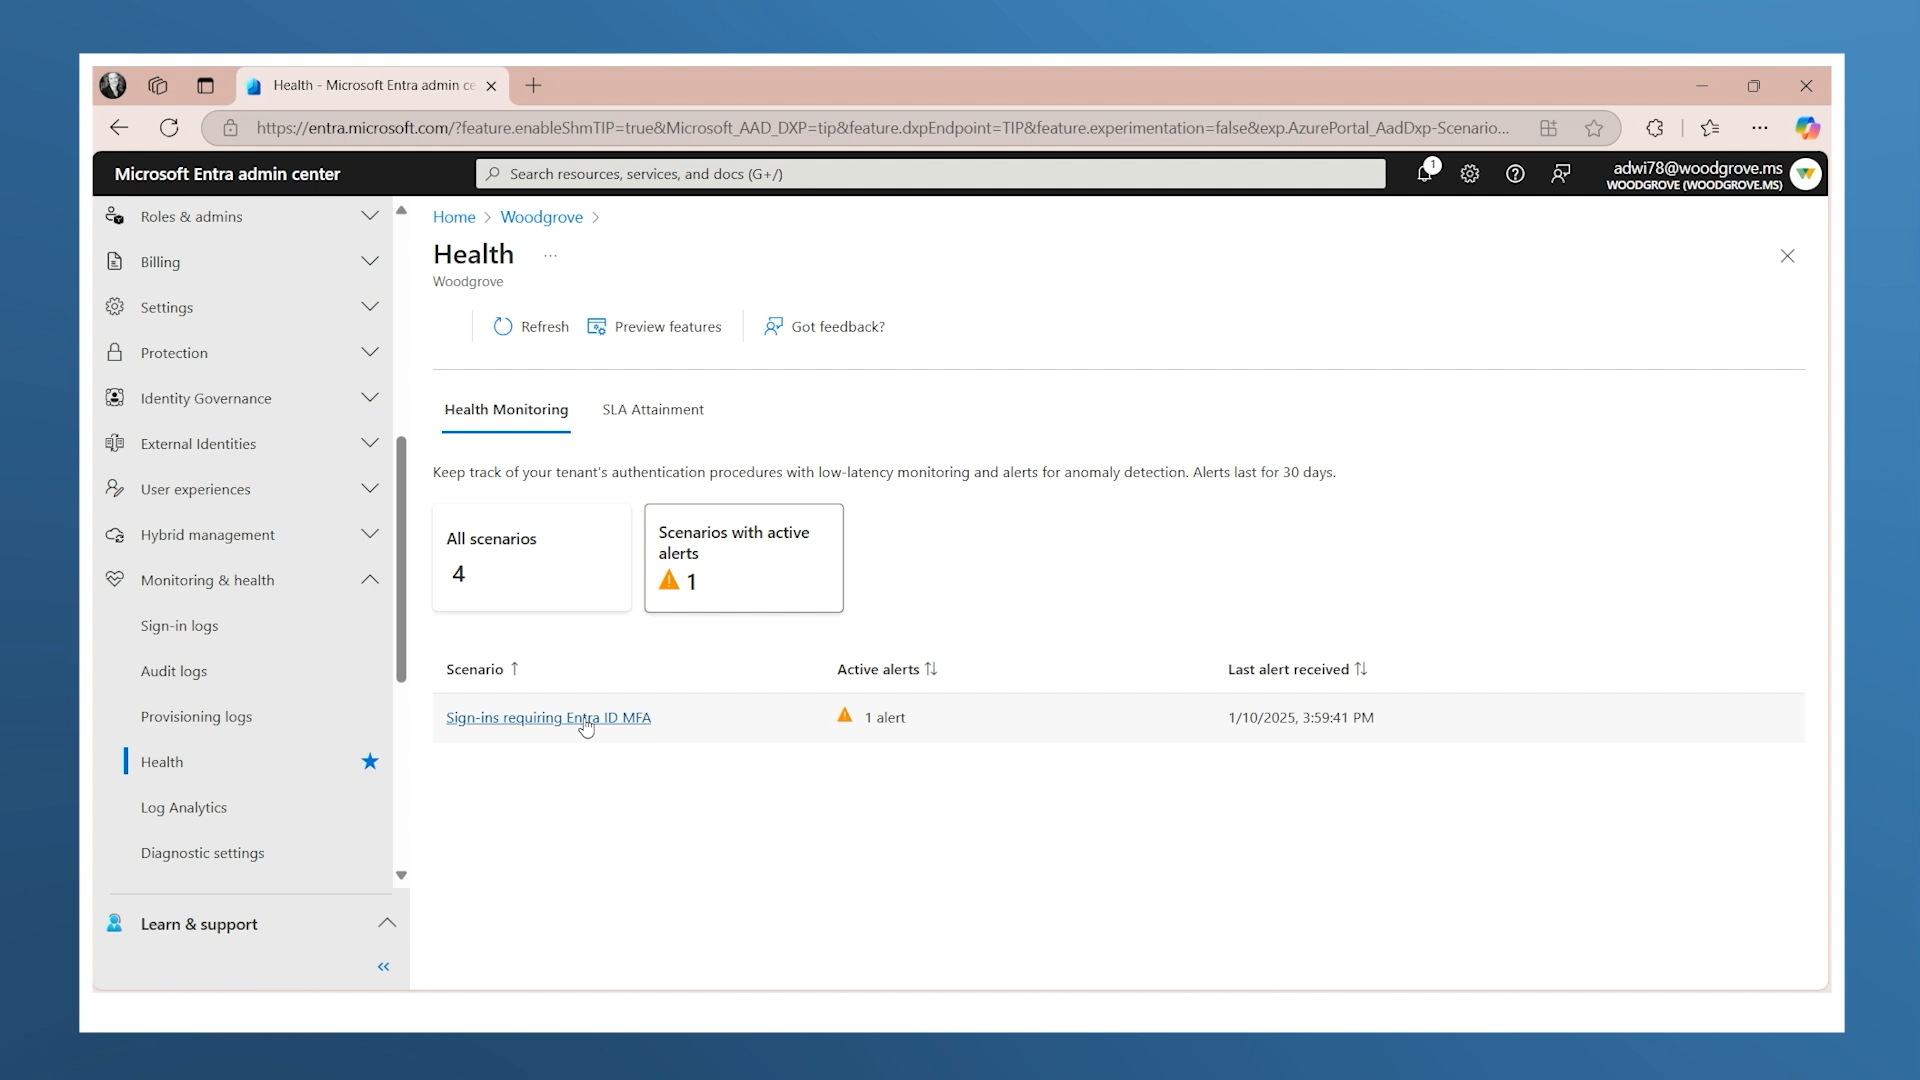 Health - Microsoft Entra admin ce
https://entra.microsoft.com/?feature.enableShmTIP=true&Microsoft_AAD_DXP=tip&feature.dxpEndpoint=TIP&feature.experimentation=false&exp.AzurePortal_AadDxp-Scenario...
Microsoft Entra admin center
Search resources, services, and docs (G+/)
1
adwi78@woodgrove.ms
WOODGROVE (WOODGROVE.MS)
Roles & admins
Billing
Settings
Protection
Identity Governance
External Identities
User experiences
Hybrid management
Monitoring & health
Sign-in logs
Audit logs
Provisioning logs
Health
Log Analytics
Diagnostic settings
Learn & support
Home > Woodgrove >
Health ...
Woodgrove
Refresh Preview features Got feedback?
Health Monitoring SLA Attainment
Keep track of your tenant's authentication procedures with low-latency monitoring and alerts for anomaly detection. Alerts last for 30 days.
All scenarios
4
Scenarios with active
alerts
1
Scenario ↑ Active alerts ↑↓ Last alert received ↑↓
Sign-ins requiring Entra ID MFA 1 alert 1/10/2025, 3:59:41 PM